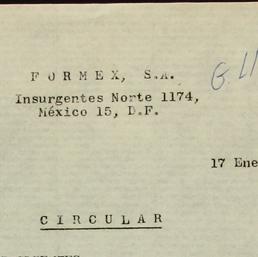 F O R M E X, S.A.
Insurgentes Norte 1174,
México 15, D.F.
17 Ene
C I R C U L A R